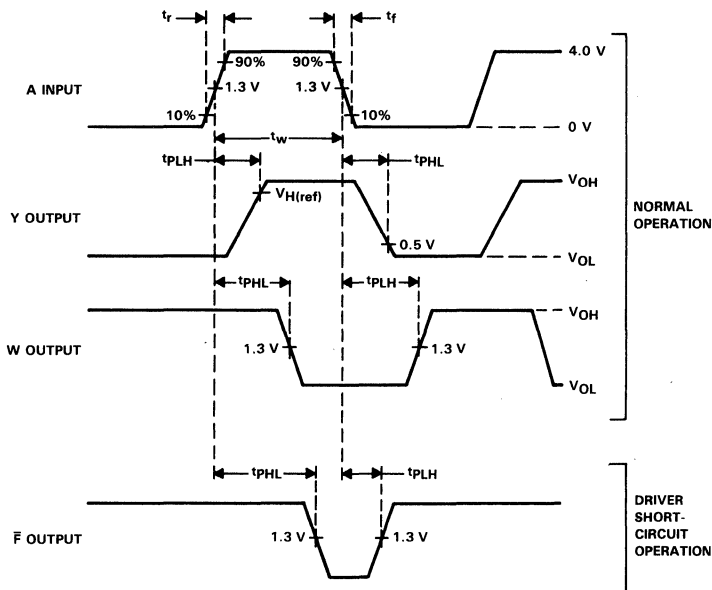 tr
tf
4.0 V
90%
90%
A INPUT
1.3 V
1.3 V
10%
10%
0 V
tw
tPLH
tPHL
VOH
VH(ref)
Y OUTPUT
NORMAL
OPERATION
0.5 V
VOL
tPHL
tPLH
VOH
W OUTPUT
1.3 V
1.3 V
VOL
tPHL
tPLH
F̅ OUTPUT
1.3 V
1.3 V
DRIVER
SHORT-
CIRCUIT
OPERATION